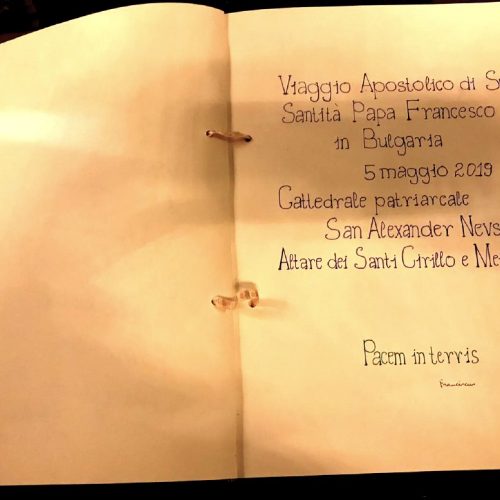 Viaggio Apostolico di
Santità Papa Francesco
in Bulgaria
5 maggio 2019
Cattedrale patriarcale
San Alexander Nevs
Altare dei Santi Cirillo e Me
Pacem in terris
Franciscus